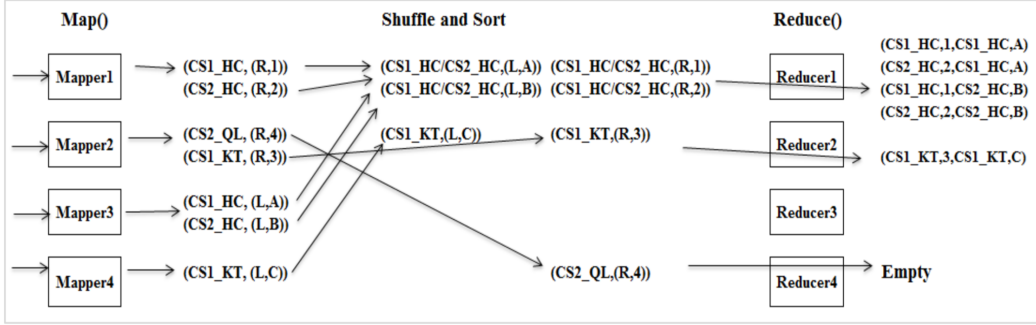 Map() Shuffle and Sort Reduce()
Mapper1 (CS1_HC, (R,1)) (CS1_HC/CS2_HC,(L,A)) (CS1_HC/CS2_HC,(R,1)) Reducer1 (CS1_HC,1,CS1_HC,A)
(CS2_HC, (R,2)) (CS1_HC/CS2_HC,(L,B)) (CS1_HC/CS2_HC,(R,2)) (CS2_HC,2,CS1_HC,A)
(CS1_HC,1,CS2_HC,B)
(CS2_HC,2,CS2_HC,B)
Mapper2 (CS2_QL, (R,4)) (CS1_KT,(L,C)) (CS1_KT,(R,3)) Reducer2
(CS1_KT, (R,3)) (CS1_KT,3,CS1_KT,C)
Mapper3 (CS1_HC, (L,A)) Reducer3
(CS2_HC, (L,B))
Mapper4 (CS1_KT, (L,C)) (CS2_QL,(R,4)) Reducer4 Empty